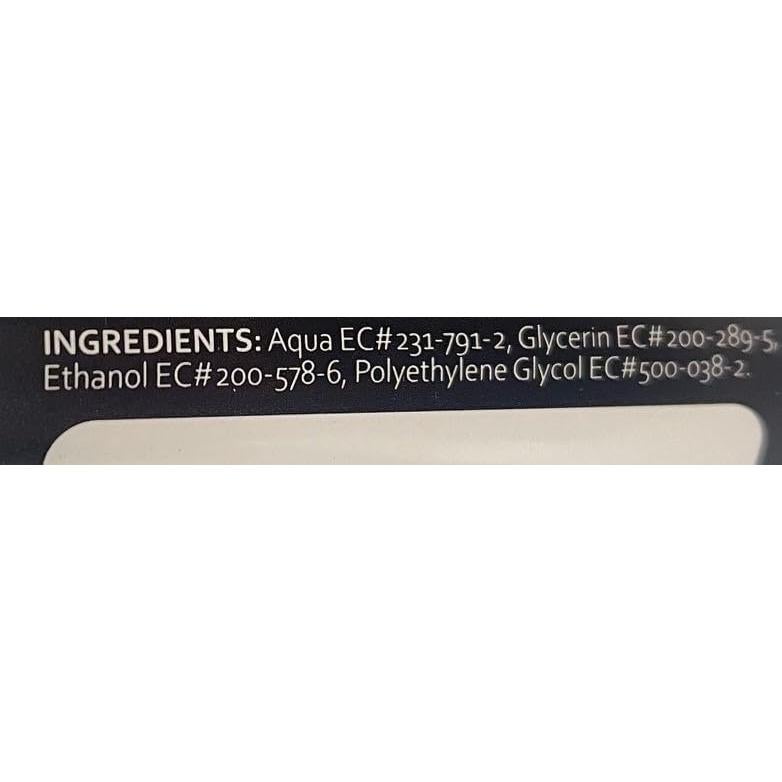 INGREDIENTS: Aqua EC#231-791-2, Glycerin EC#200-289-5,
Ethanol EC#200-578-6, Polyethylene Glycol EC#500-038-2.